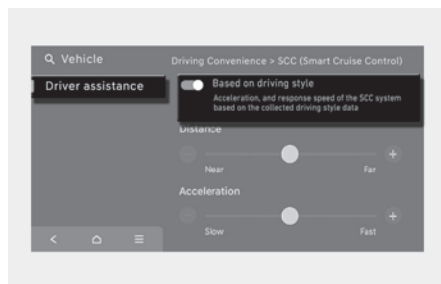 Vehicle
Driving Convenience > SCC (Smart Cruise Control)
Driver assistance
Based on driving style
Acceleration, and response speed of the SCC system
based on the collected driving style data
Distance
Near
Far
Acceleration
Slow
Fast